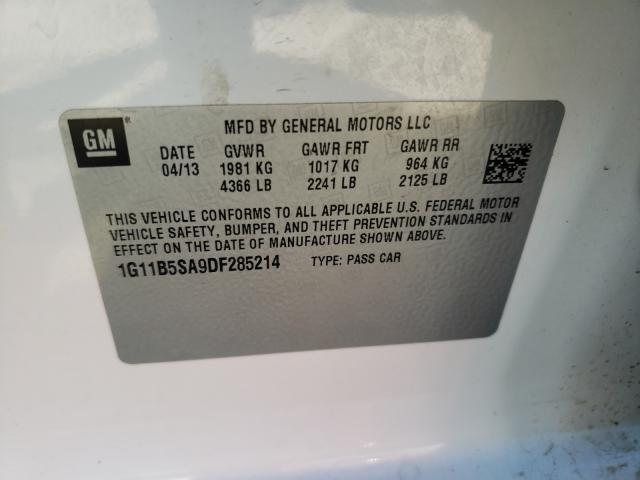 GM
MFD BY GENERAL MOTORS LLC
DATE GVWR GAWR FRT GAWR RR
04/13 1981 KG 1017 KG 964 KG
4366 LB 2241 LB 2125 LB
THIS VEHICLE CONFORMS TO ALL APPLICABLE U.S. FEDERAL MOTOR
VEHICLE SAFETY, BUMPER, AND THEFT PREVENTION STANDARDS IN
EFFECT ON THE DATE OF MANUFACTURE SHOWN ABOVE.
1G11B5SA9DF285214 TYPE: PASS CAR